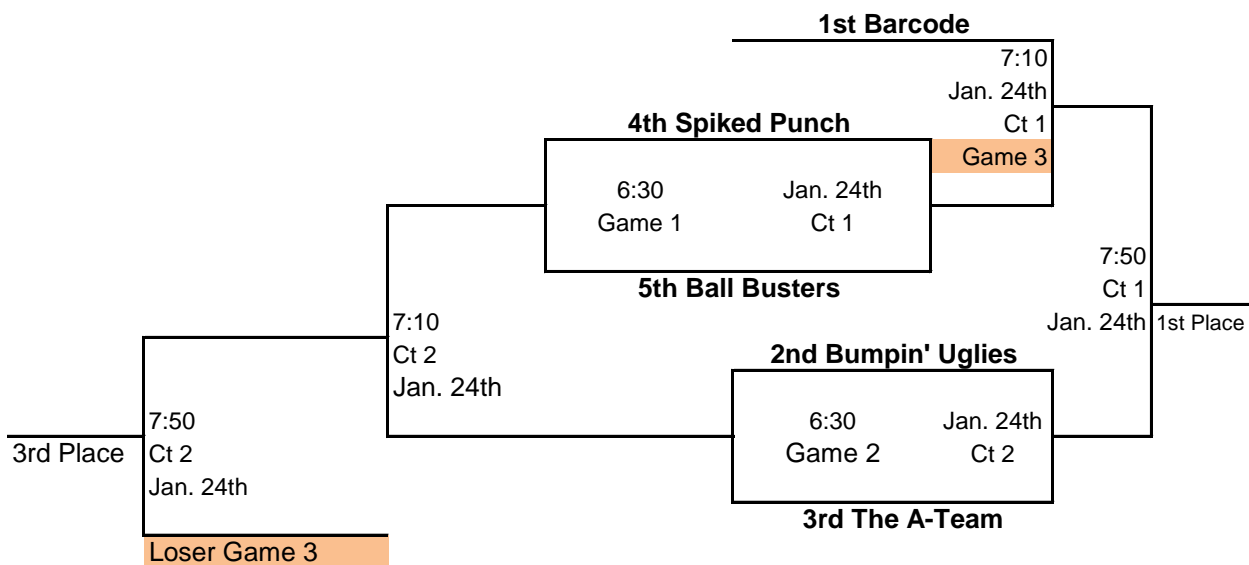 1st Barcode
7:10
Jan. 24th
Ct 1
Game 3
4th Spiked Punch
6:30 Jan. 24th
Game 1 Ct 1
5th Ball Busters
7:50
Ct 1
Jan. 24th 1st Place
7:10
Ct 2
Jan. 24th
2nd Bumpin' Uglies
6:30 Jan. 24th
Game 2 Ct 2
3rd The A-Team
7:50
3rd Place Ct 2
Jan. 24th
Loser Game 3